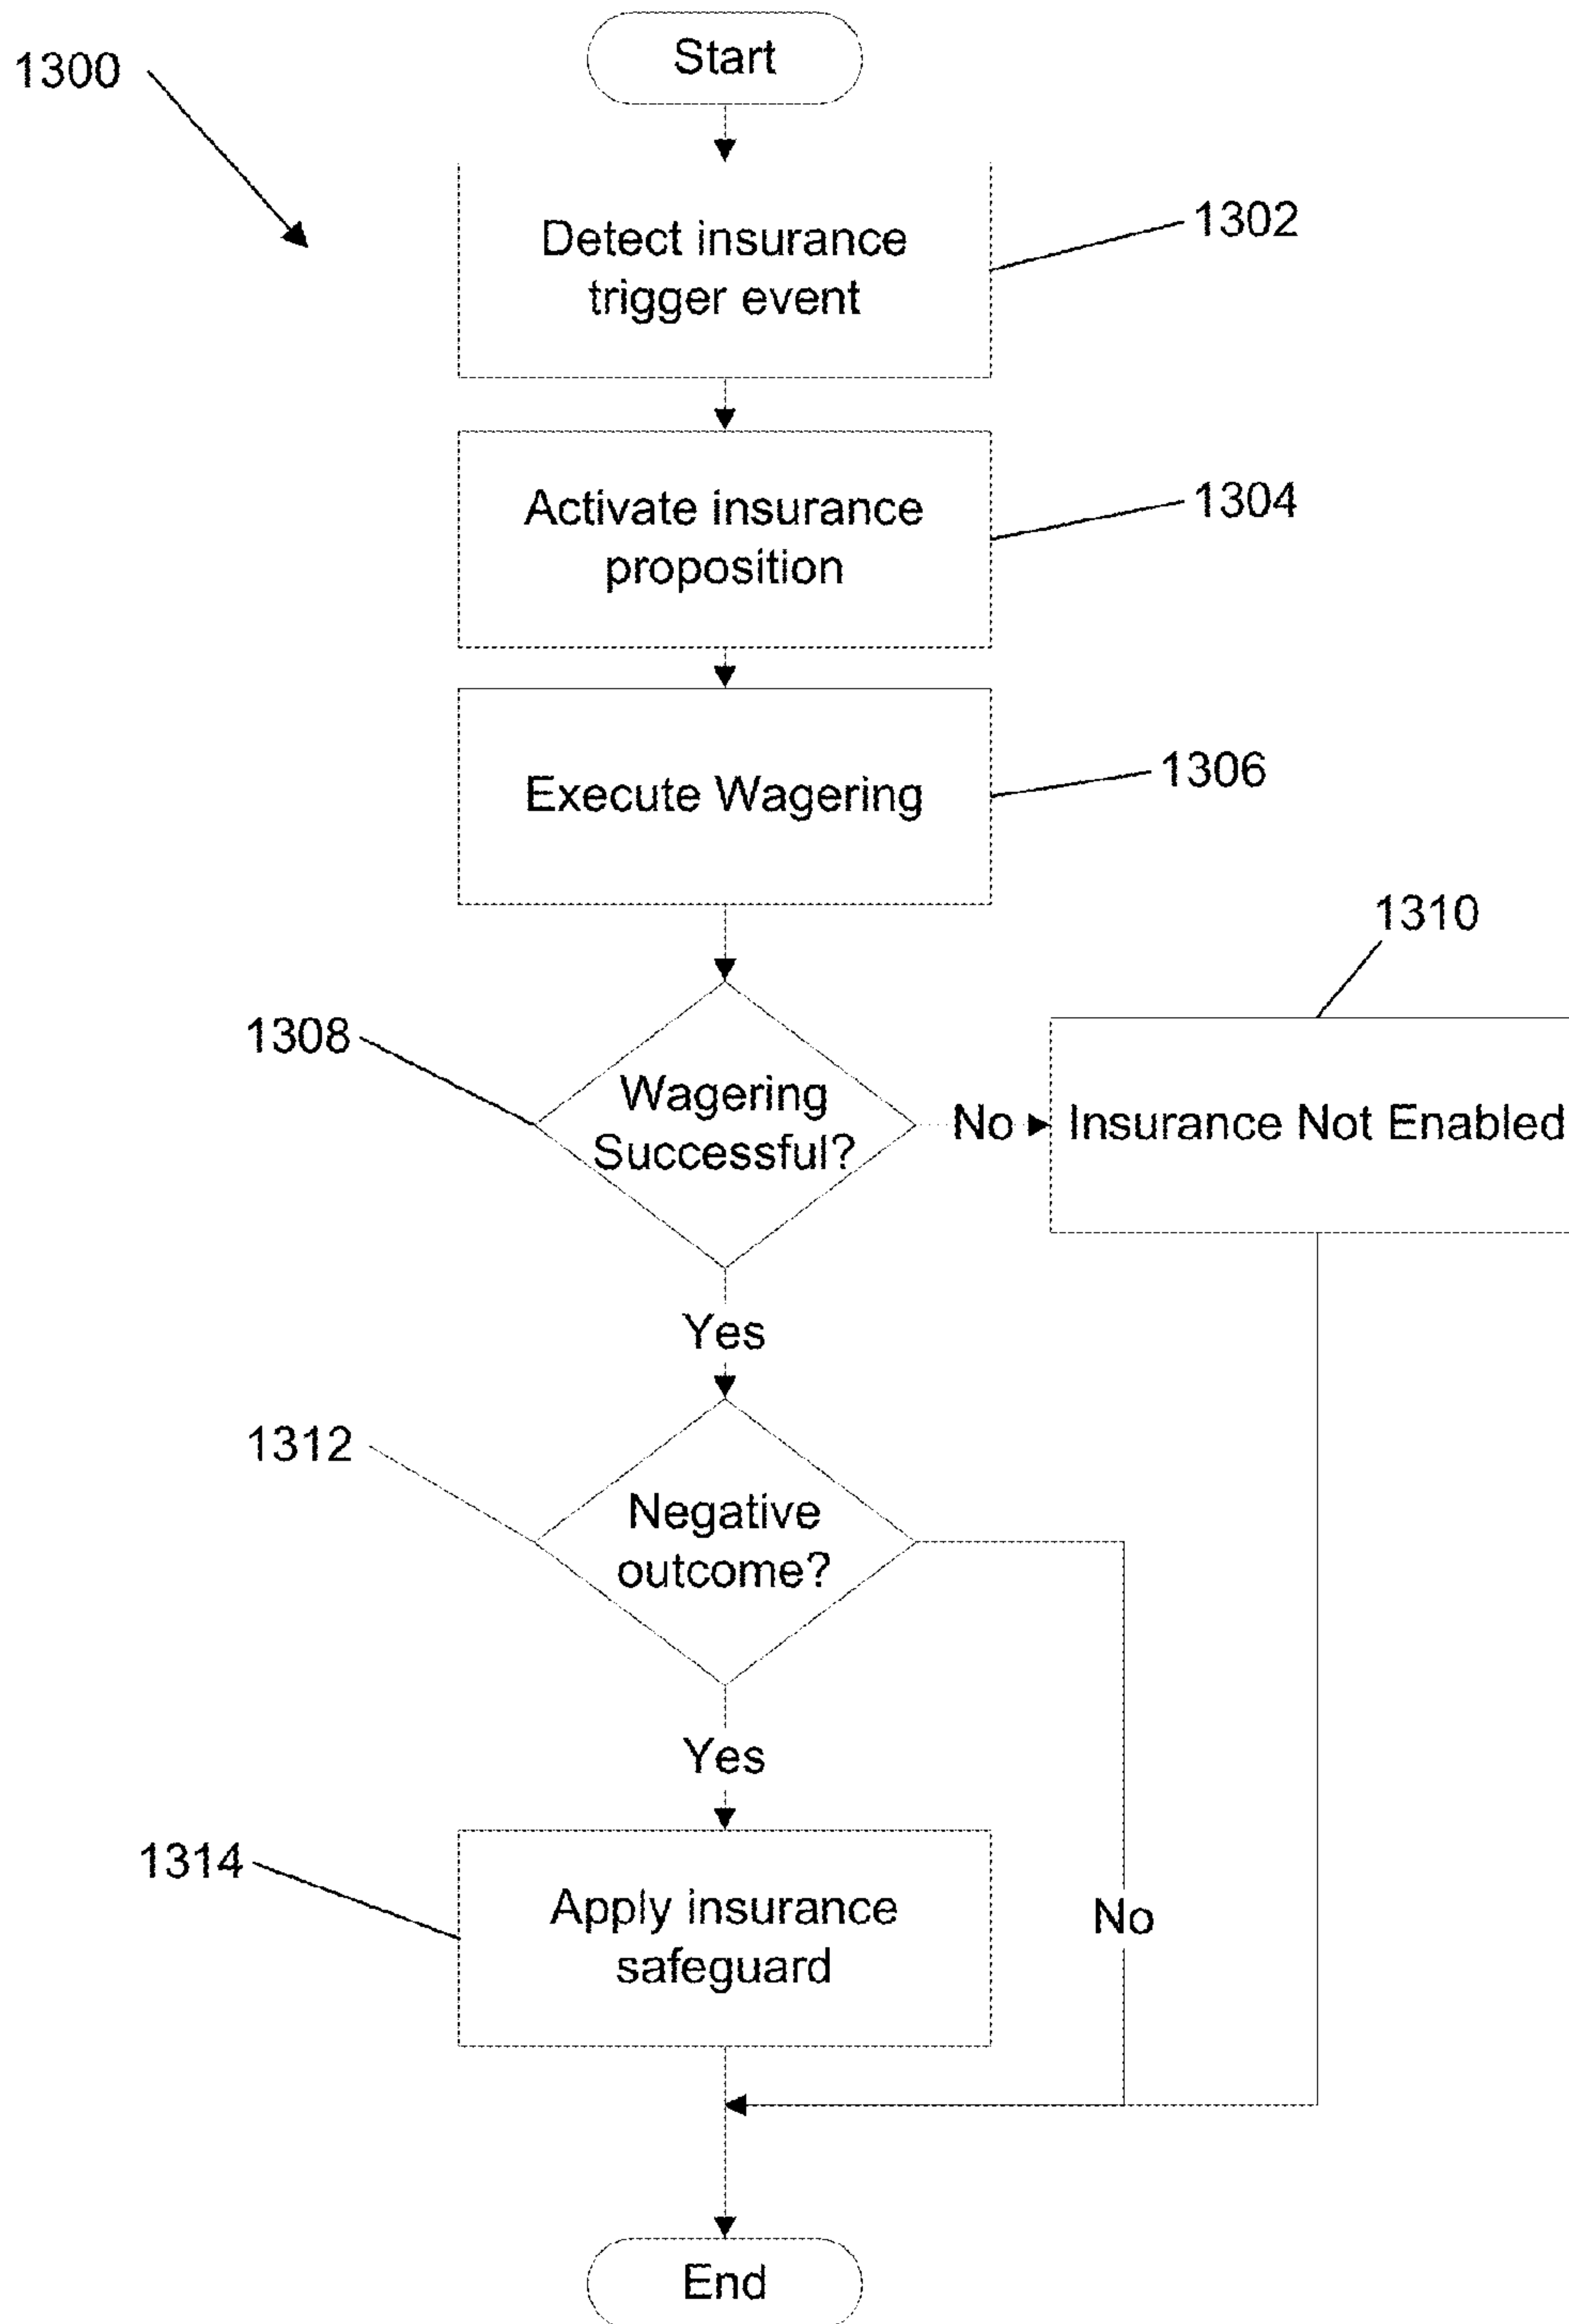 Start
1300
Detect insurance
trigger event
1302
Activate insurance
proposition
1304
Execute Wagering
1306
1308
Wagering
Successful?
No
1310
Insurance Not Enabled
Yes
1312
Negative
outcome?
Yes
No
1314
Apply insurance
safeguard
End